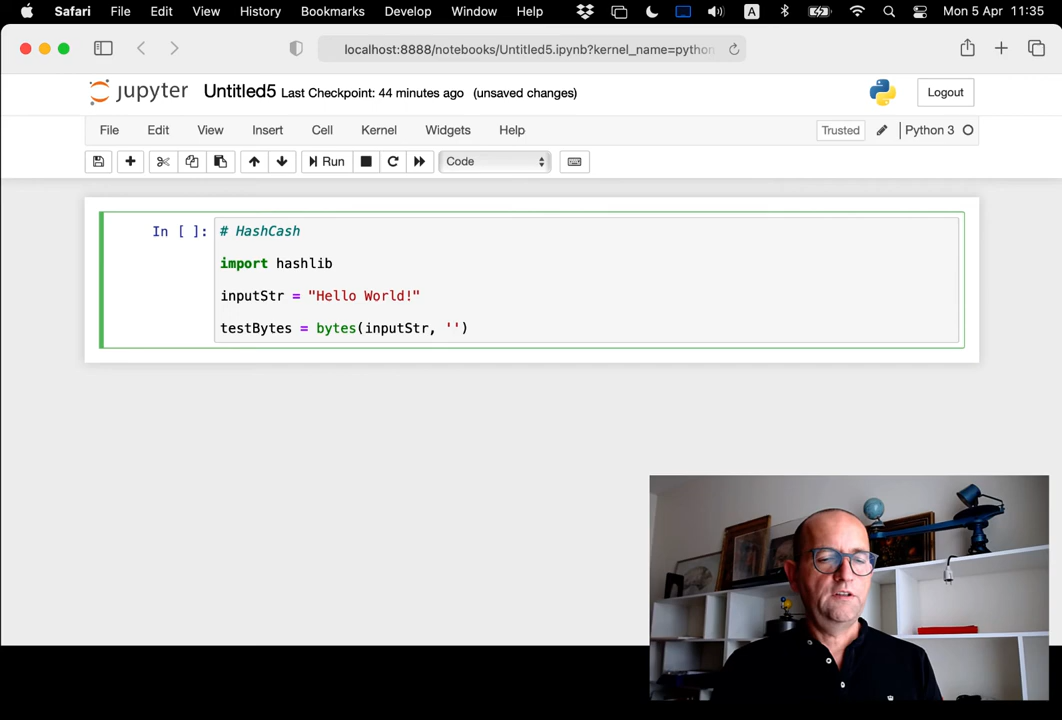 Safari File Edit View History Bookmarks Develop Window Help A Mon 5 Apr 11:35
localhost:8888/notebooks/Untitled5.ipynb?kernel_name=python
jupyter Untitled5 Last Checkpoint: 44 minutes ago (unsaved changes) Logout
File Edit View Insert Cell Kernel Widgets Help Trusted Python 3
Run Code
In [ ]: # HashCash
import hashlib
inputStr = "Hello World!"
testBytes = bytes(inputStr, '')